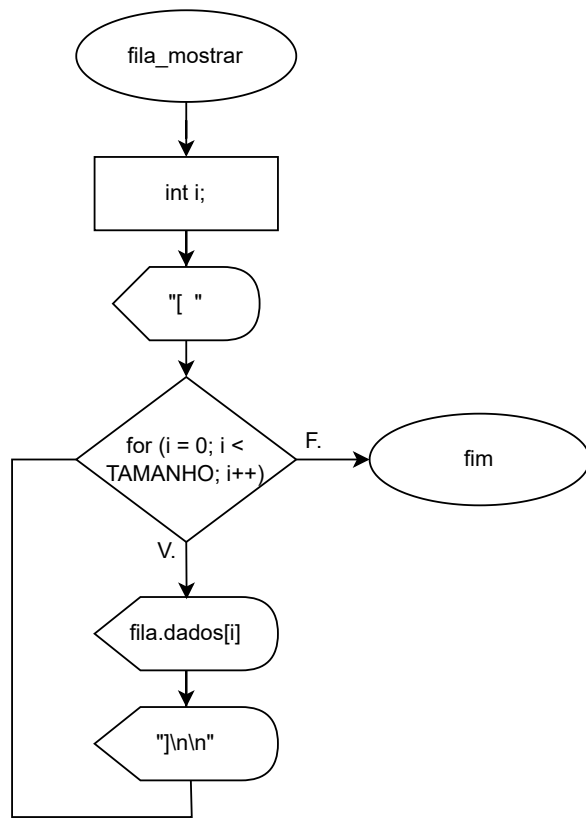 fila_mostrar
int i;
"[  "
for (i = 0; i <
TAMANHO; i++)
F.
fim
V.
fila.dados[i]
"]\n\n"